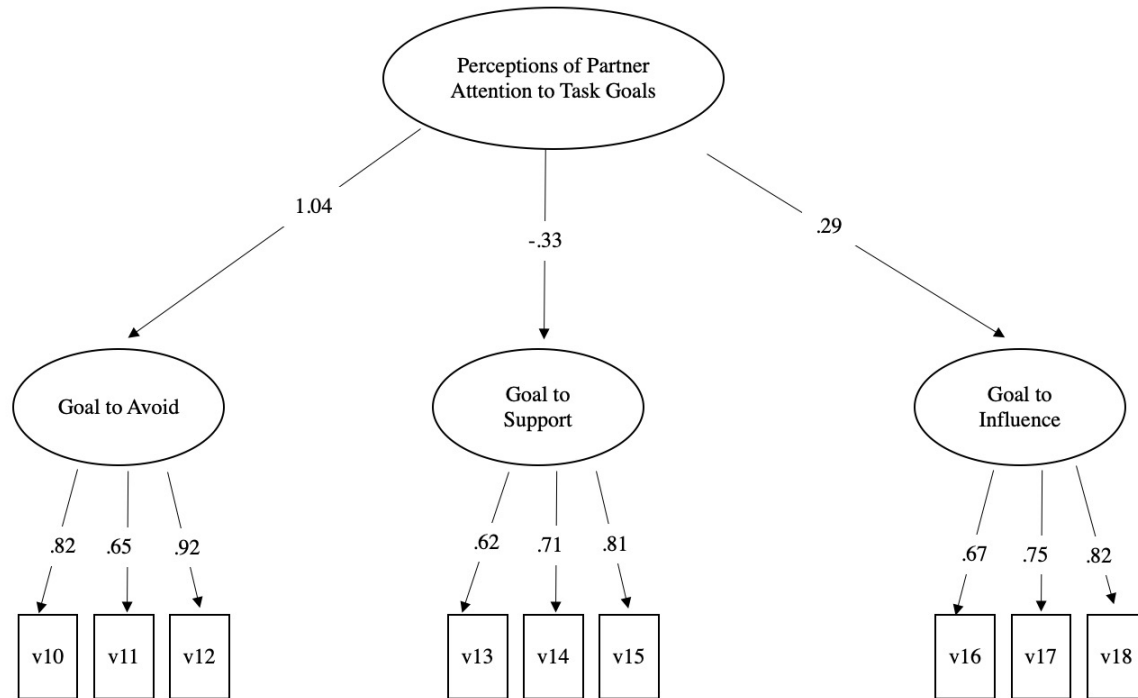 Perceptions of Partner
Attention to Task Goals
1.04
-.33
.29
Goal to Avoid
Goal to
Support
Goal to
Influence
.82
.65
.92
.62
.71
.81
.67
.75
.82
v10
v11
v12
v13
v14
v15
v16
v17
v18